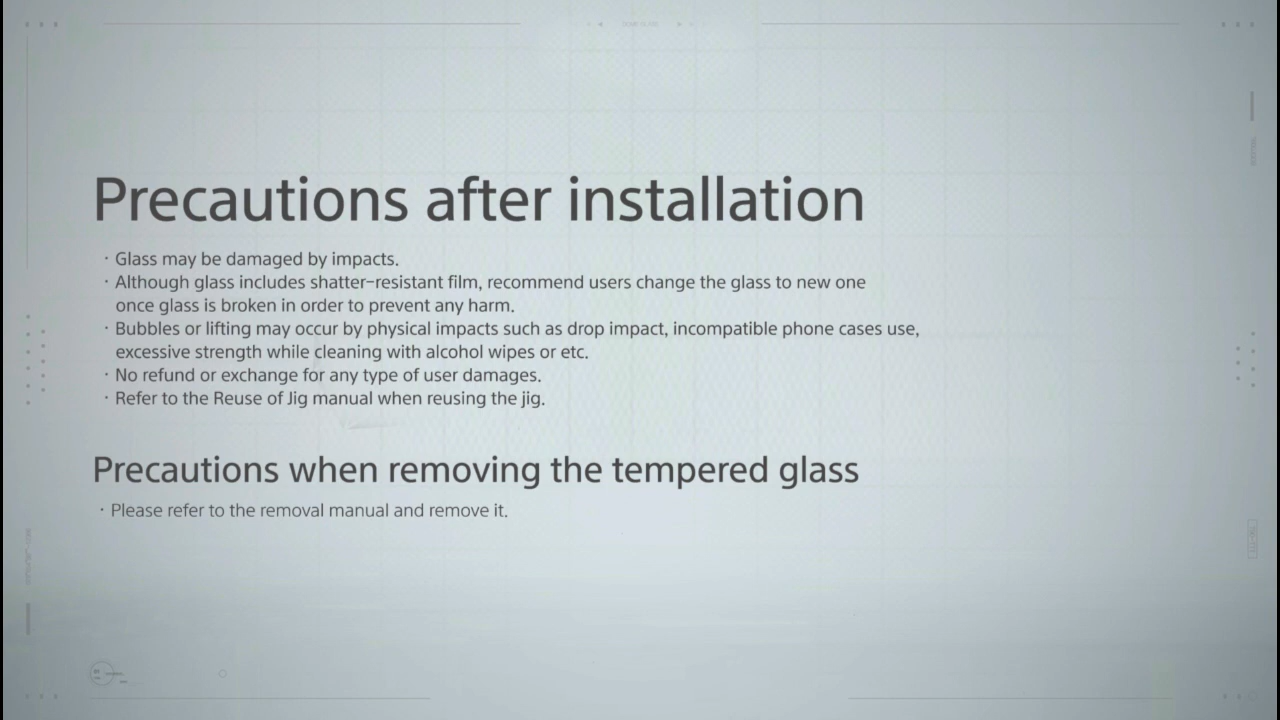 Precautions after installation
· Glass may be damaged by impacts.
· Although glass includes shatter-resistant film, recommend users change the glass to new one
once glass is broken in order to prevent any harm.
· Bubbles or lifting may occur by physical impacts such as drop impact, incompatible phone cases use,
excessive strength while cleaning with alcohol wipes or etc.
· No refund or exchange for any type of user damages.
· Refer to the Reuse of Jig manual when reusing the jig.
Precautions when removing the tempered glass
· Please refer to the removal manual and remove it.